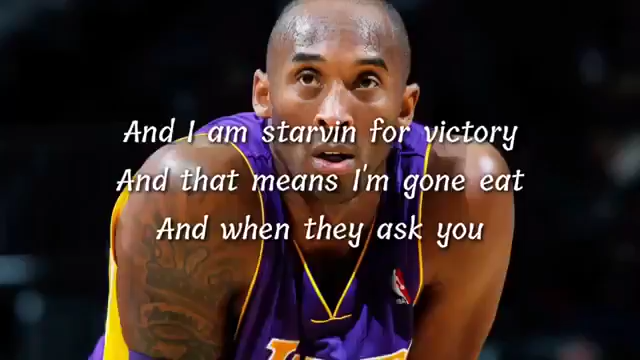 And I am starvin for victory
And that means I'm gone eat
And when they ask you